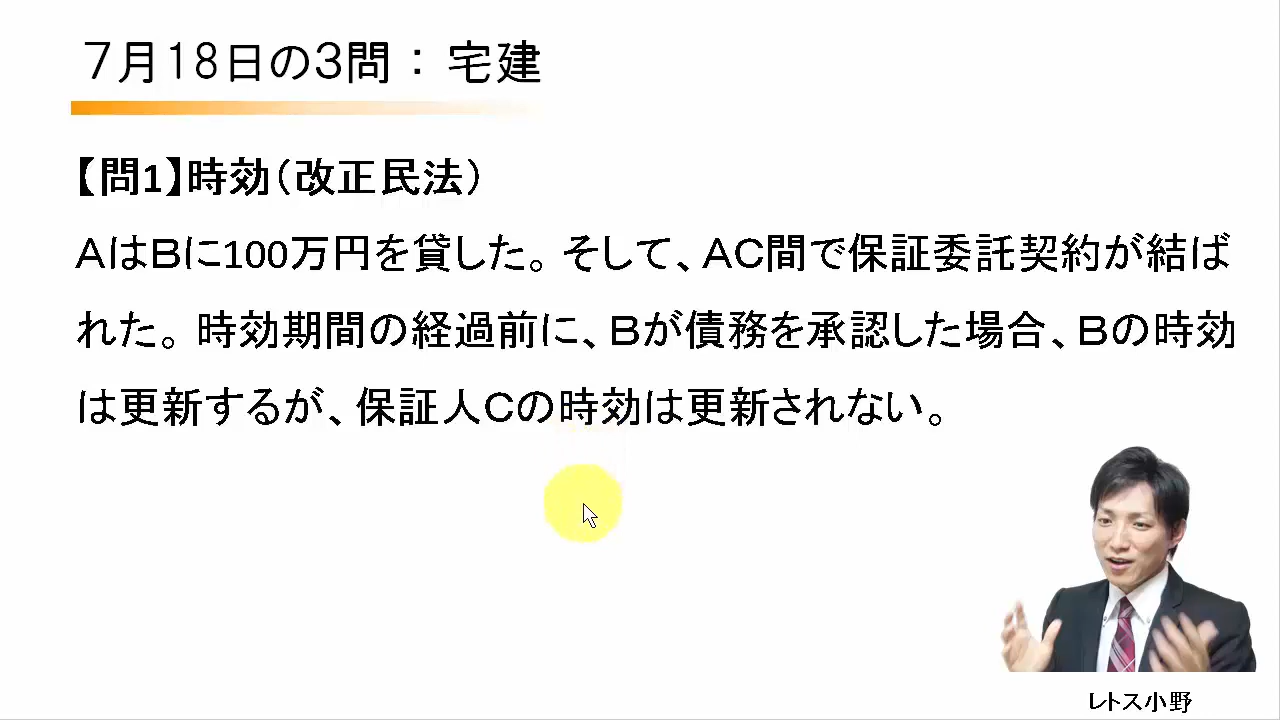 7月18日の3問：宅建
【問1】時効（改正民法）
ＡはＢに100万円を貸した。そして、ＡＣ間で保証委託契約が結ば
れた。時効期間の経過前に、Ｂが債務を承認した場合、Ｂの時効
は更新するが、保証人Ｃの時効は更新されない。
レトス小野